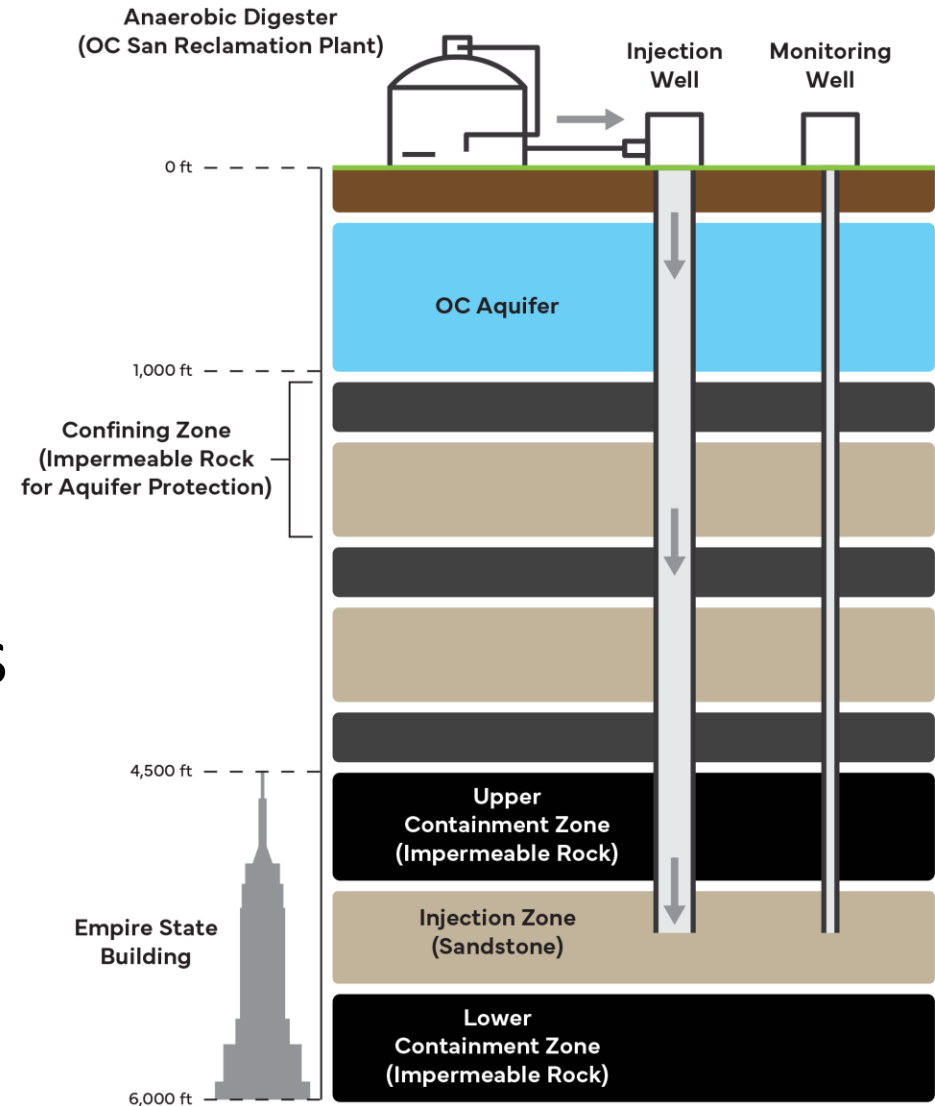 Anaerobic Digester
(OC San Reclamation Plant)
Injection
Well
Monitoring
Well
0 ft
OC Aquifer
1,000 ft
Confining Zone
(Impermeable Rock
for Aquifer Protection)
s
4,500 ft
Upper
Containment Zone
(Impermeable Rock)
Empire State
Building
Injection Zone
(Sandstone)
Lower
Containment Zone
(Impermeable Rock)
6,000 ft